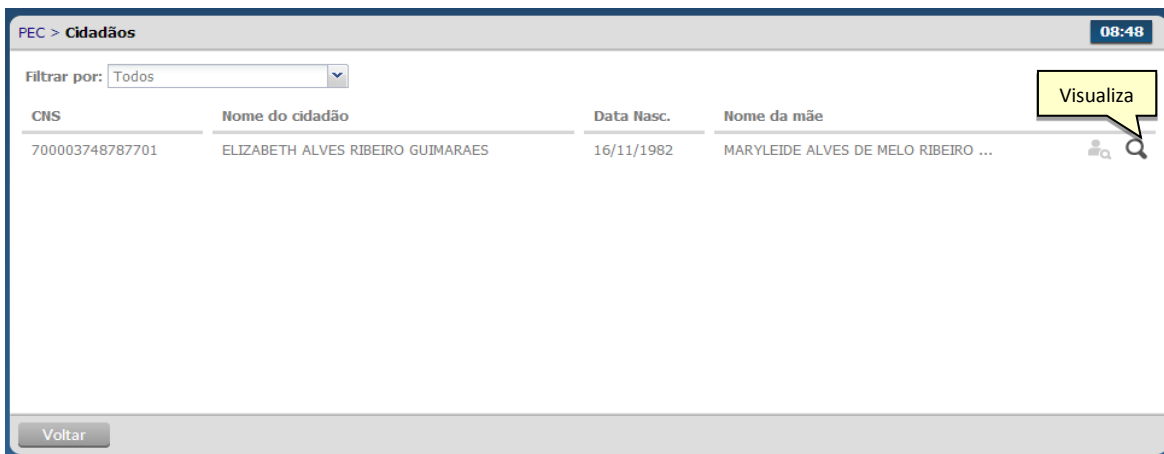 PEC > Cidadãos 08:48
Filtrar por: Todos
Visualiza
CNS Nome do cidadão Data Nasc. Nome da mãe
700003748787701 ELIZABETH ALVES RIBEIRO GUIMARAES 16/11/1982 MARYLEIDE ALVES DE MELO RIBEIRO ...
Voltar